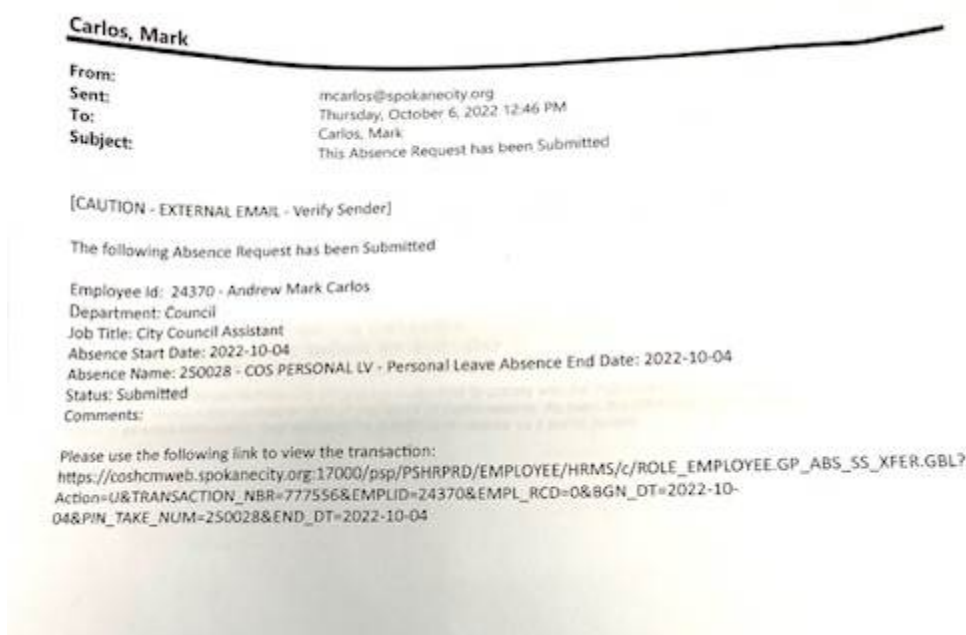 Carlos, Mark
From:
Sent: mcarlos@spokanecity.org
To: Thursday, October 6, 2022 12:46 PM
Subject: Carlos, Mark
This Absence Request has been Submitted
[CAUTION - EXTERNAL EMAIL - Verify Sender]
The following Absence Request has been Submitted
Employee Id: 24370 - Andrew Mark Carlos
Department: Council
Job Title: City Council Assistant
Absence Start Date: 2022-10-04
Absence Name: 250028 - COS PERSONAL LV - Personal Leave Absence End Date: 2022-10-04
Status: Submitted
Comments:
Please use the following link to view the transaction:
https://coshcmweb.spokanecity.org:17000/psp/PSHRPRD/EMPLOYEE/HRMS/c/ROLE_EMPLOYEE.GP_ABS_SS_XFER.GBL?
Action=U&TRANSACTION_NBR=777556&EMPLID=24370&EMPL_RCD=0&BGN_DT=2022-10-
04&PIN_TAKE_NUM=250028&END_DT=2022-10-04